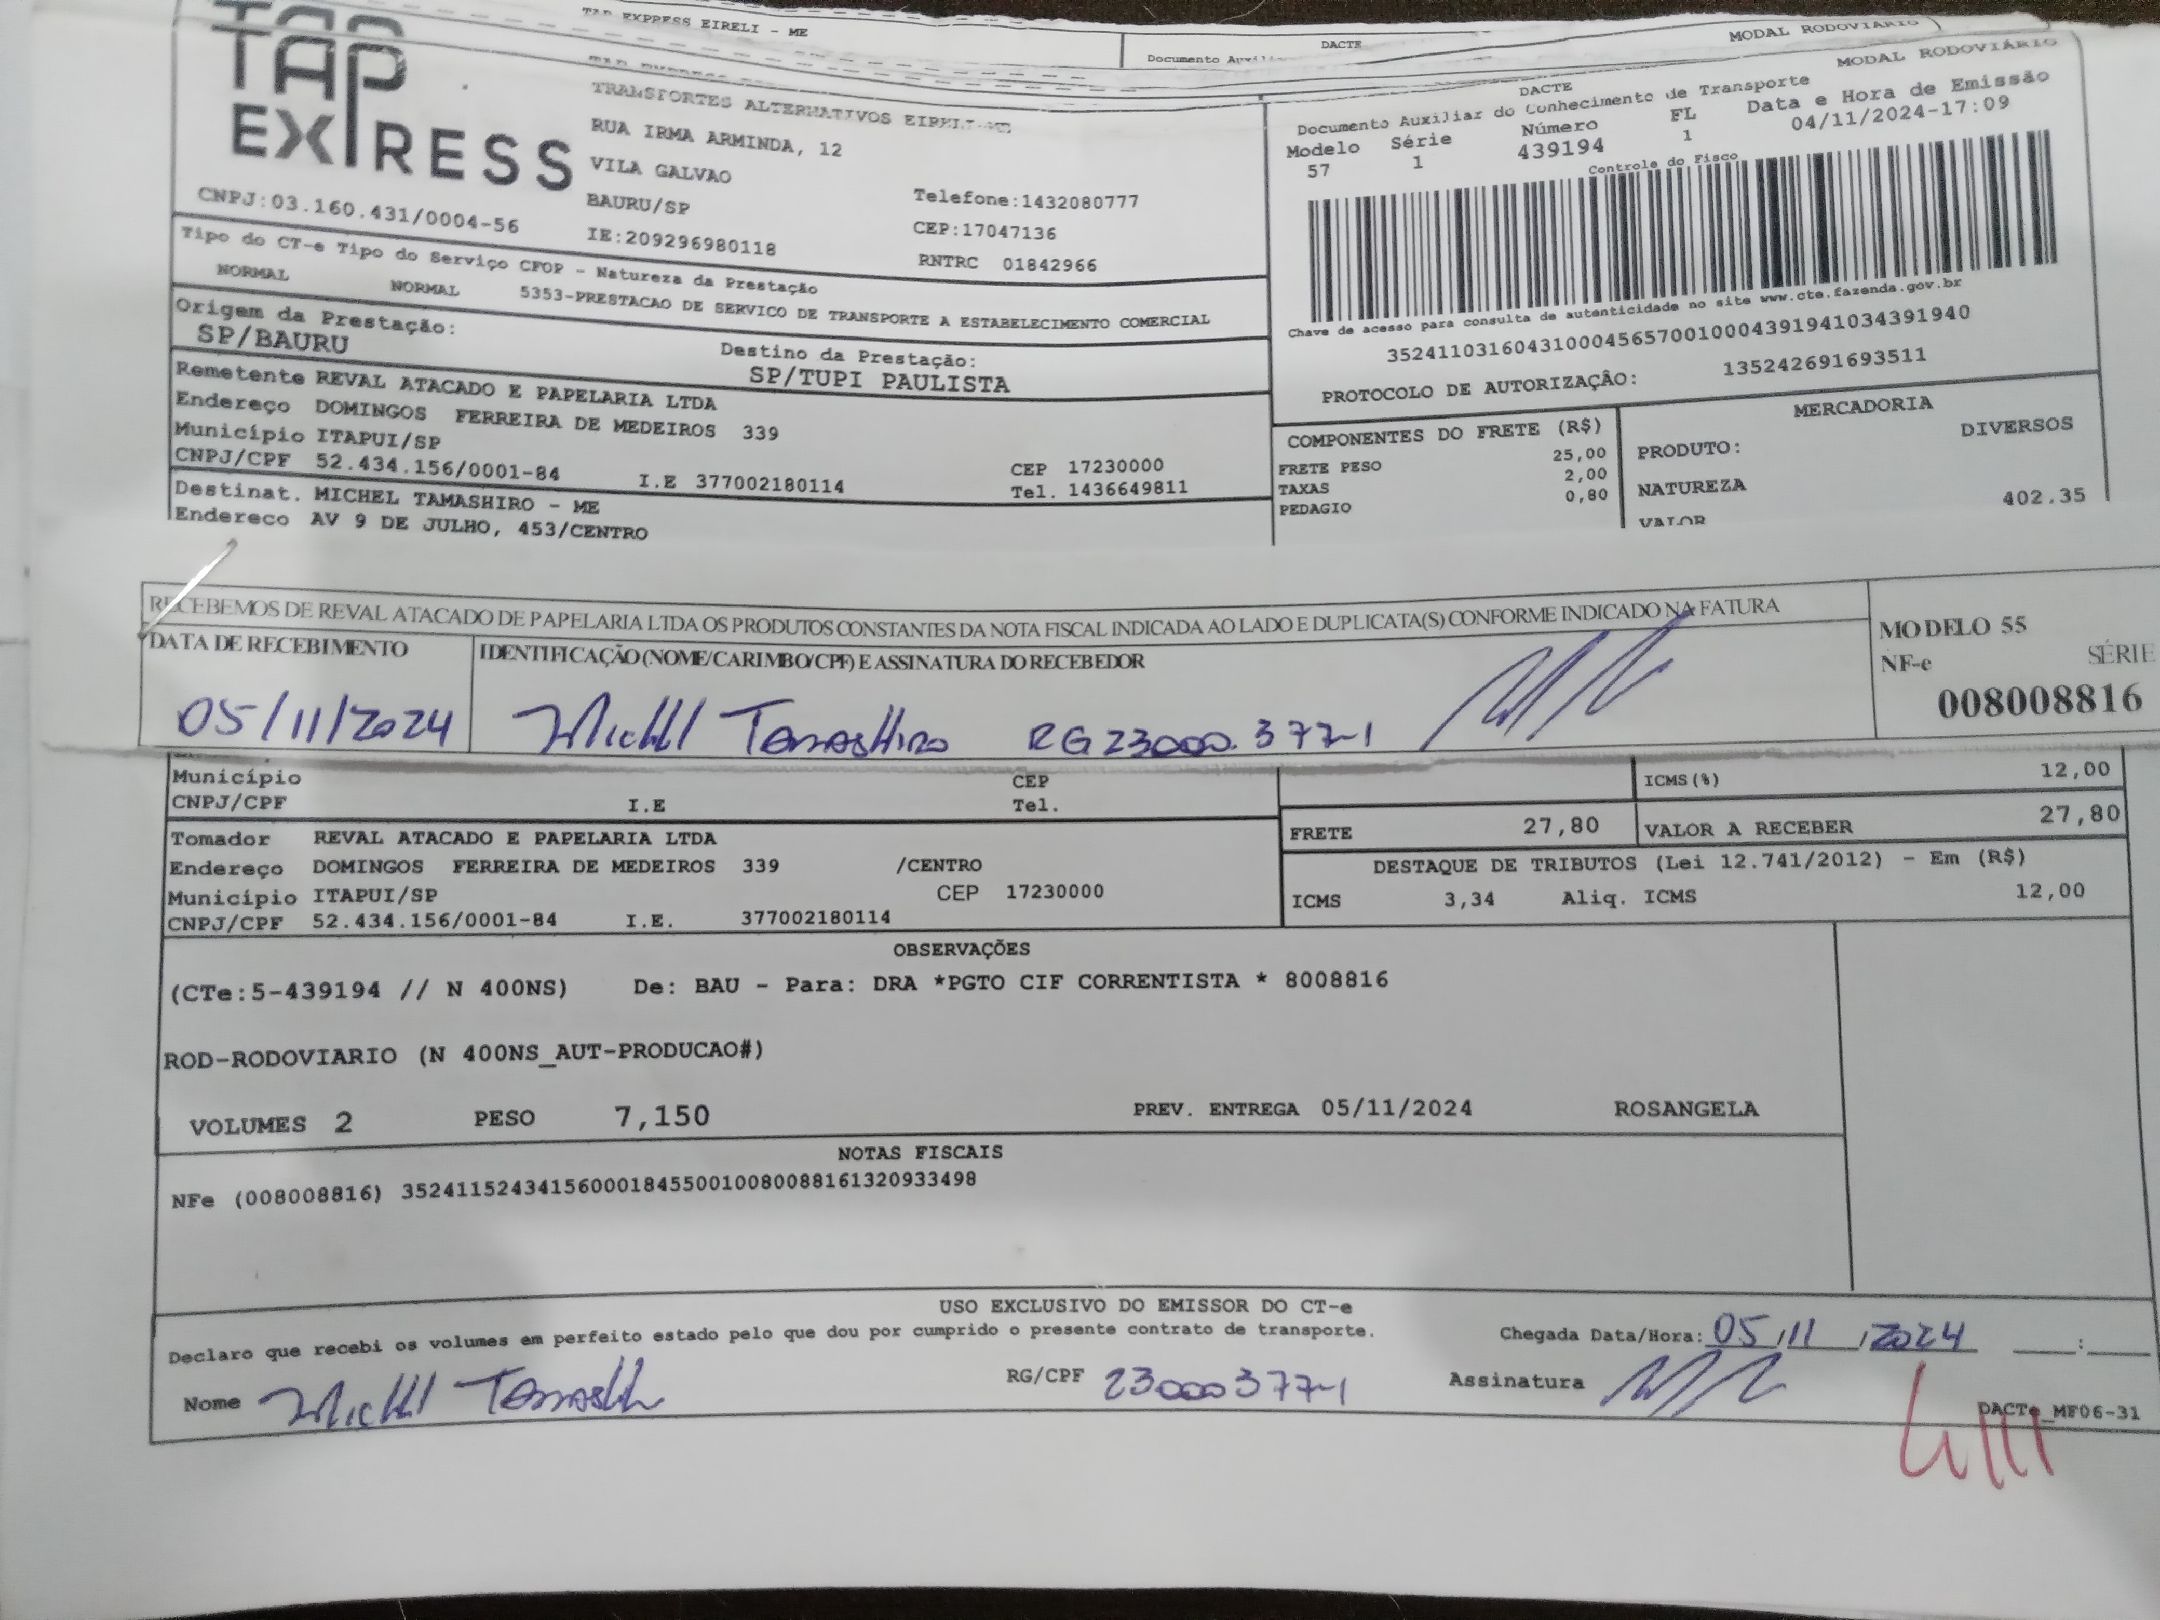 TAP EXPRESS EIRELI - ME
DACTE
MODAL RODOVIÁRIO
TAP
EXPRESS
TRANSPORTES ALTERNATIVOS EIRELI-ME
RUA IRMA ARMINDA, 12
VILA GALVAO
BAURU/SP
Telefone:1432080777
CNPJ:03.160.431/0004-56
IE:209296980118
CEP:17047136
RNTRC 01842966
DACTE
MODAL RODOVIÁRIO
Documento Auxiliar do Conhecimento de Transporte
Modelo Série Número FL Data e Hora de Emissão
57 1 439194 1 04/11/2024-17:09
Controle do Fisco
Chave de acesso para consulta de autenticidade no site www.cte.fazenda.gov.br
35241103160431000456570010004391941034391940
PROTOCOLO DE AUTORIZAÇÃO: 135242691693511
Tipo do CT-e Tipo do Serviço CFOP - Natureza da Prestação
NORMAL NORMAL 5353-PRESTACAO DE SERVICO DE TRANSPORTE A ESTABELECIMENTO COMERCIAL
Origem da Prestação: Destino da Prestação:
SP/BAURU SP/TUPI PAULISTA
Remetente REVAL ATACADO E PAPELARIA LTDA
Endereço DOMINGOS FERREIRA DE MEDEIROS 339
Município ITAPUI/SP CEP 17230000
CNPJ/CPF 52.434.156/0001-84 I.E 377002180114 Tel. 1436649811
Destinat. MICHEL TAMASHIRO - ME
Endereco AV 9 DE JULHO, 453/CENTRO
COMPONENTES DO FRETE (R$)
FRETE PESO 25,00
TAXAS 2,00
PEDAGIO 0,80
MERCADORIA
PRODUTO: DIVERSOS
NATUREZA
VALOR 402.35
RECEBEMOS DE REVAL ATACADO DE PAPELARIA LTDA OS PRODUTOS CONSTANTES DA NOTA FISCAL INDICADA AO LADO E DUPLICATA(S) CONFORME INDICADO NA FATURA
DATA DE RECEBIMENTO IDENTIFICAÇÃO (NOME/CARIMBO/CPF) E ASSINATURA DO RECEBEDOR
MODELO 55
NF-e SÉRIE
008008816
05/11/2024 Michel Tamashiro RG 23000.377-1
Município CEP
CNPJ/CPF I.E Tel.
ICMS(%) 12,00
FRETE 27,80 VALOR A RECEBER 27,80
Tomador REVAL ATACADO E PAPELARIA LTDA
Endereço DOMINGOS FERREIRA DE MEDEIROS 339 /CENTRO
Município ITAPUI/SP CEP 17230000
CNPJ/CPF 52.434.156/0001-84 I.E. 377002180114
DESTAQUE DE TRIBUTOS (Lei 12.741/2012) - Em (R$)
ICMS 3,34 Aliq. ICMS 12,00
OBSERVAÇÕES
(CTe:5-439194 // N 400NS) De: BAU - Para: DRA *PGTO CIF CORRENTISTA * 8008816
ROD-RODOVIARIO (N 400NS_AUT-PRODUCAO#)
VOLUMES 2 PESO 7,150 PREV. ENTREGA 05/11/2024 ROSANGELA
NOTAS FISCAIS
NFe (008008816) 35241152434156000184550010080088161320933498
USO EXCLUSIVO DO EMISSOR DO CT-e
Declaro que recebi os volumes em perfeito estado pelo que dou por cumprido o presente contrato de transporte. Chegada Data/Hora: 05/11/2024 :
Nome Michel Tamashiro RG/CPF 23000377-1 Assinatura
DACTe_MF06-31